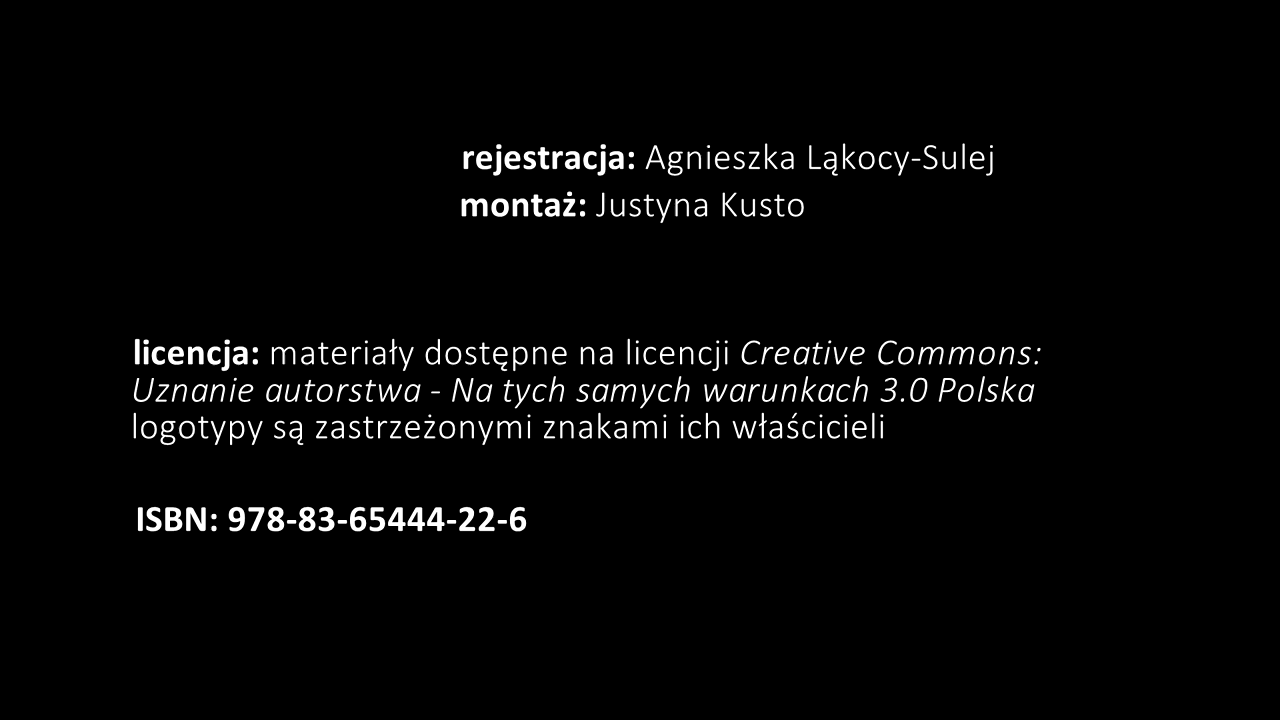 rejestracja: Agnieszka Ląkocy-Sulej
montaż: Justyna Kusto
licencja: materiały dostępne na licencji Creative Commons:
Uznanie autorstwa - Na tych samych warunkach 3.0 Polska
logotypy są zastrzeżonymi znakami ich właścicieli
ISBN: 978-83-65444-22-6